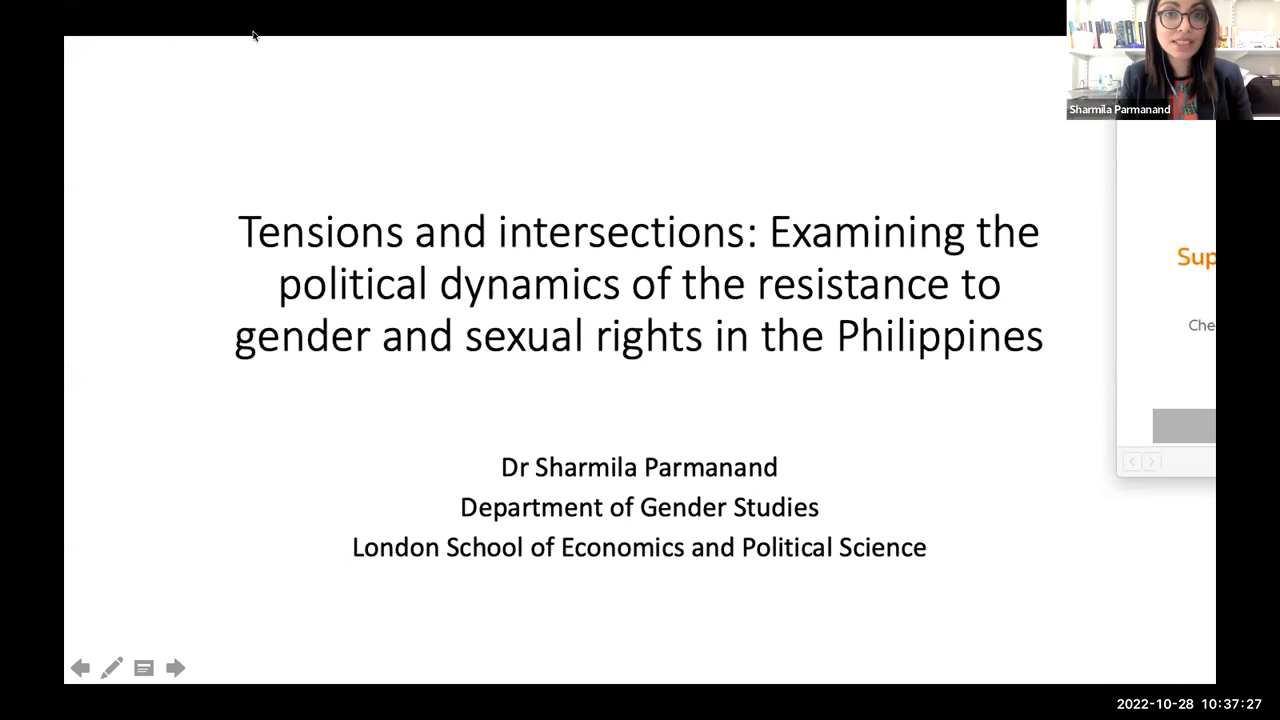 Sharmila Parmanand
Tensions and intersections: Examining the
political dynamics of the resistance to
gender and sexual rights in the Philippines
Sup
Che
Dr Sharmila Parmanand
Department of Gender Studies
London School of Economics and Political Science
2022-10-28 10:37:27